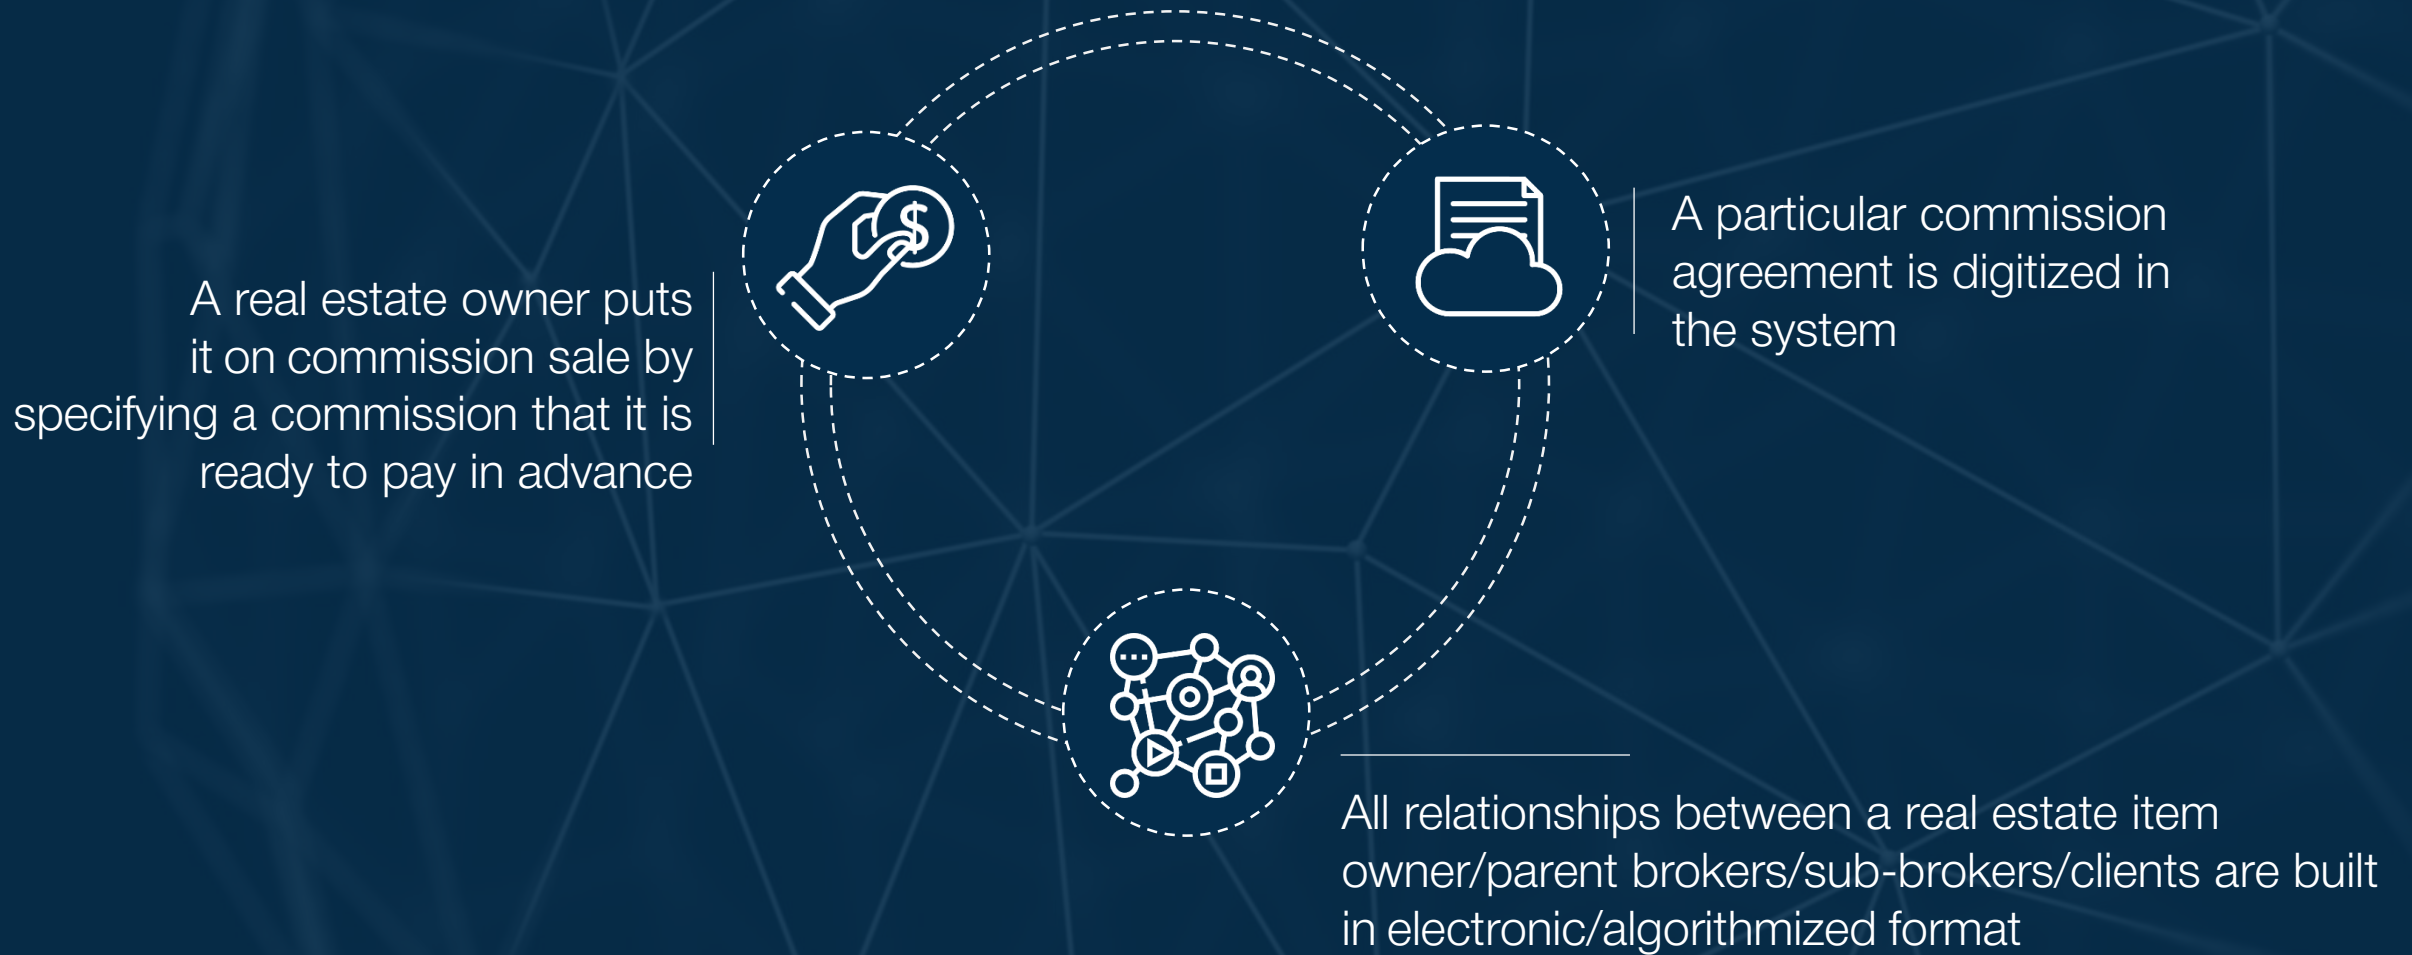 A real estate owner puts
it on commission sale by
specifying a commission that it is
ready to pay in advance
$
A particular commission
agreement is digitized in
the system
All relationships between a real estate item
owner/parent brokers/sub-brokers/clients are built
in electronic/algorithmized format